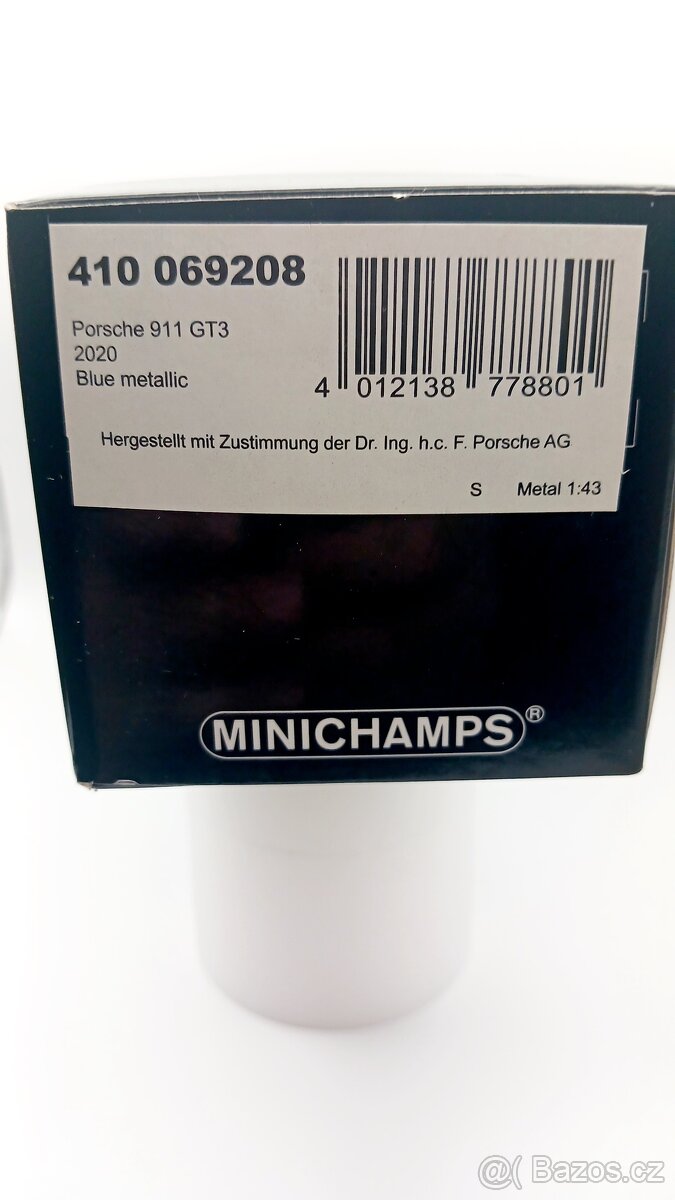 410 069208
Porsche 911 GT3
2020
Blue metallic
4 012138 778801
Hergestellt mit Zustimmung der Dr. Ing. h.c. F. Porsche AG
S Metal 1:43
MINICHAMPS®
@( Bazos.cz